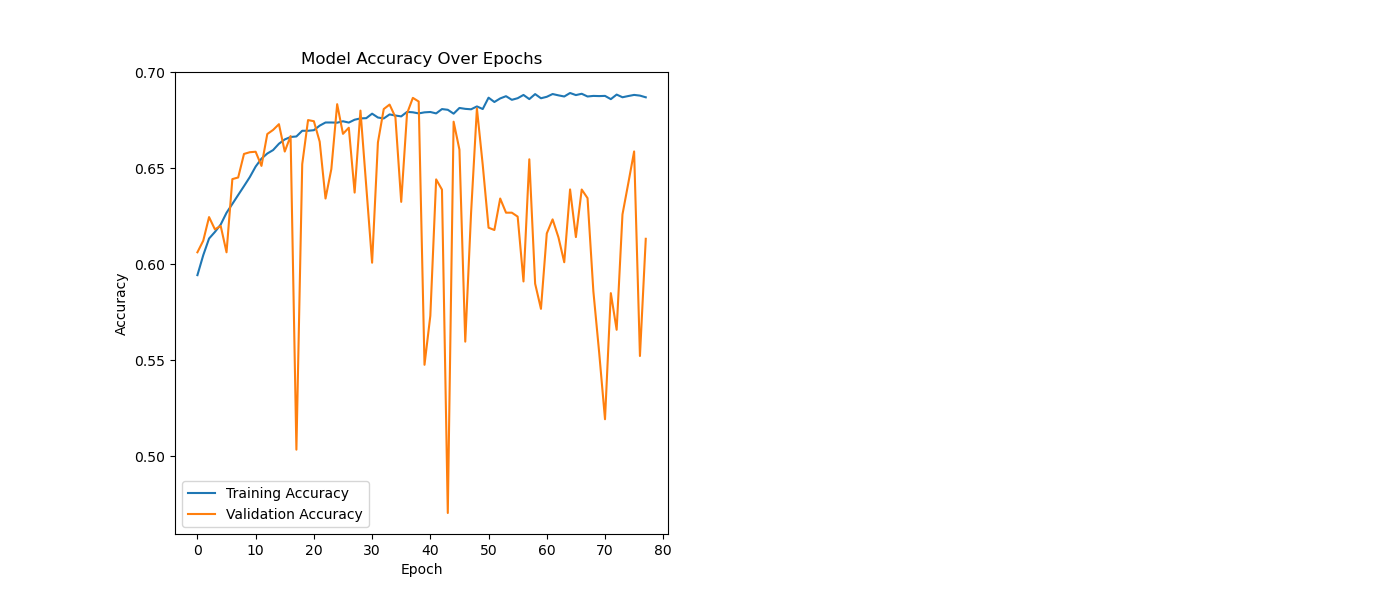 Model Accuracy Over Epochs
0.70
0.65
0.60
0.55
0.50
Accuracy
Training Accuracy
Validation Accuracy
0 10 20 30 40 50 60 70 80
Epoch